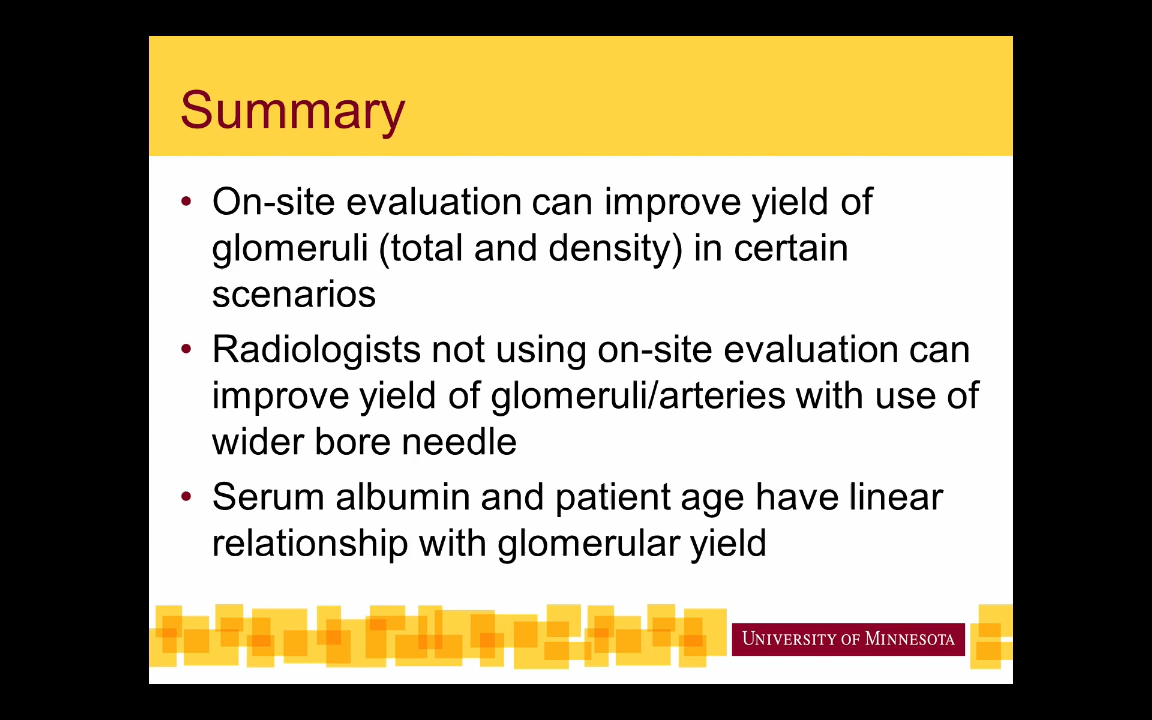 Summary
• On-site evaluation can improve yield of
glomeruli (total and density) in certain
scenarios
• Radiologists not using on-site evaluation can
improve yield of glomeruli/arteries with use of
wider bore needle
• Serum albumin and patient age have linear
relationship with glomerular yield
UNIVERSITY OF MINNESOTA